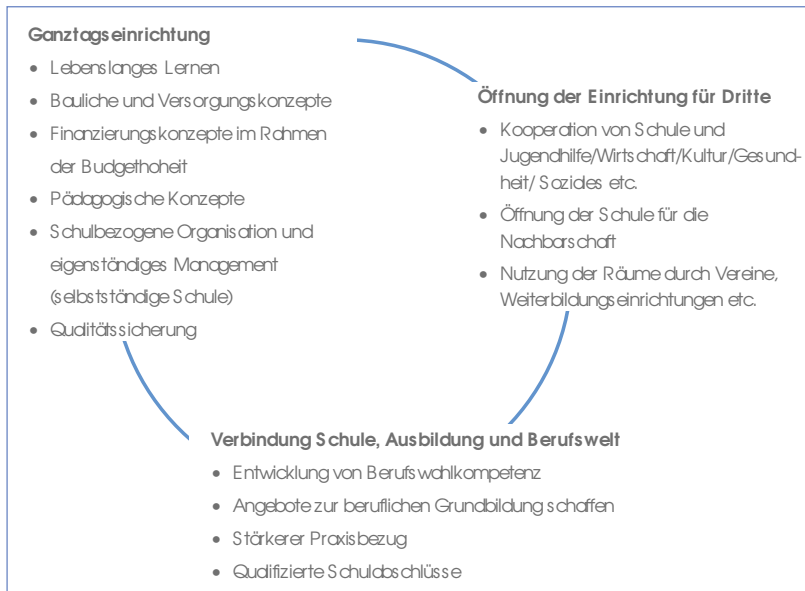 Ganztagseinrichtung
• Lebenslanges Lernen
• Bauliche und Versorgungskonzepte
• Finanzierungskonzepte im Rahmen
der Budgethoheit
• Pädagogische Konzepte
• Schulbezogene Organisation und
eigenständiges Management
(selbstständige Schule)
• Qualitätssicherung
Öffnung der Einrichtung für Dritte
• Kooperation von Schule und
Jugendhilfe/Wirtschaft/Kultur/Gesund-
heit/ Soziales etc.
• Öffnung der Schule für die
Nachbarschaft
• Nutzung der Räume durch Vereine,
Weiterbildungseinrichtungen etc.
Verbindung Schule, Ausbildung und Berufswelt
• Entwicklung von Berufswahlkompetenz
• Angebote zur beruflichen Grundbildung schaffen
• Stärkerer Praxisbezug
• Qualifizierte Schulabschlüsse